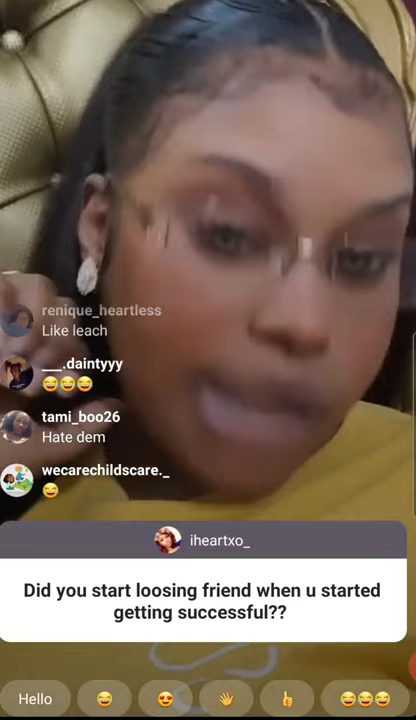 renique_heartless
Like leach
___.daintyyy
😂😂😂
tami_boo26
Hate dem
wecarechildscare._
😂
iheartxo_
Did you start loosing friend when u started
getting successful??
Hello
😂
😍
👋
👍
😂😂😂